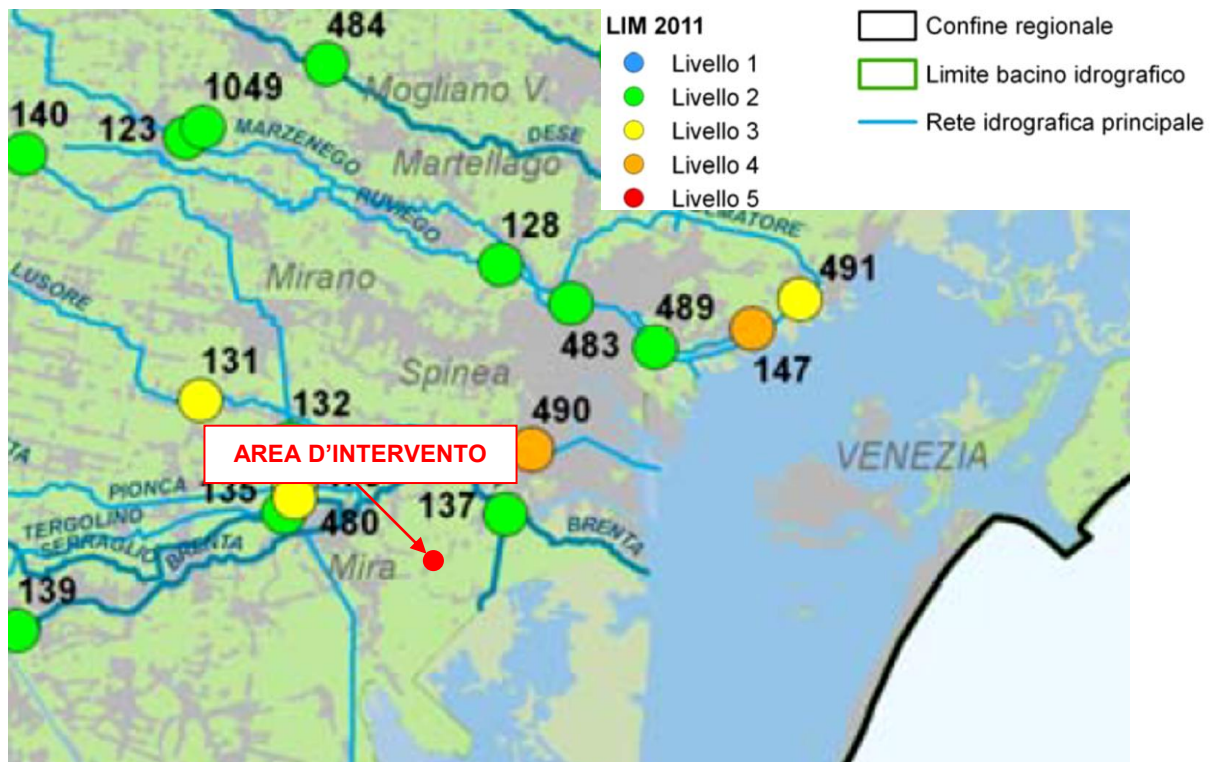 LIM 2011
Livello 1
Livello 2
Livello 3
Livello 4
Livello 5
Confine regionale
Limite bacino idrografico
Rete idrografica principale
484
Mogliano V.
1049
140
123
MARZENEGO
DESE
Martellago
RUVIEGO
128
LUSORE
Mirano
491
489
483
147
131
Spinea
132
490
VENEZIA
AREA D'INTERVENTO
PIONCA
135
137
TERGOLINO
480
BRENTA
SERRAGLIO
BRENTA
Mira
139